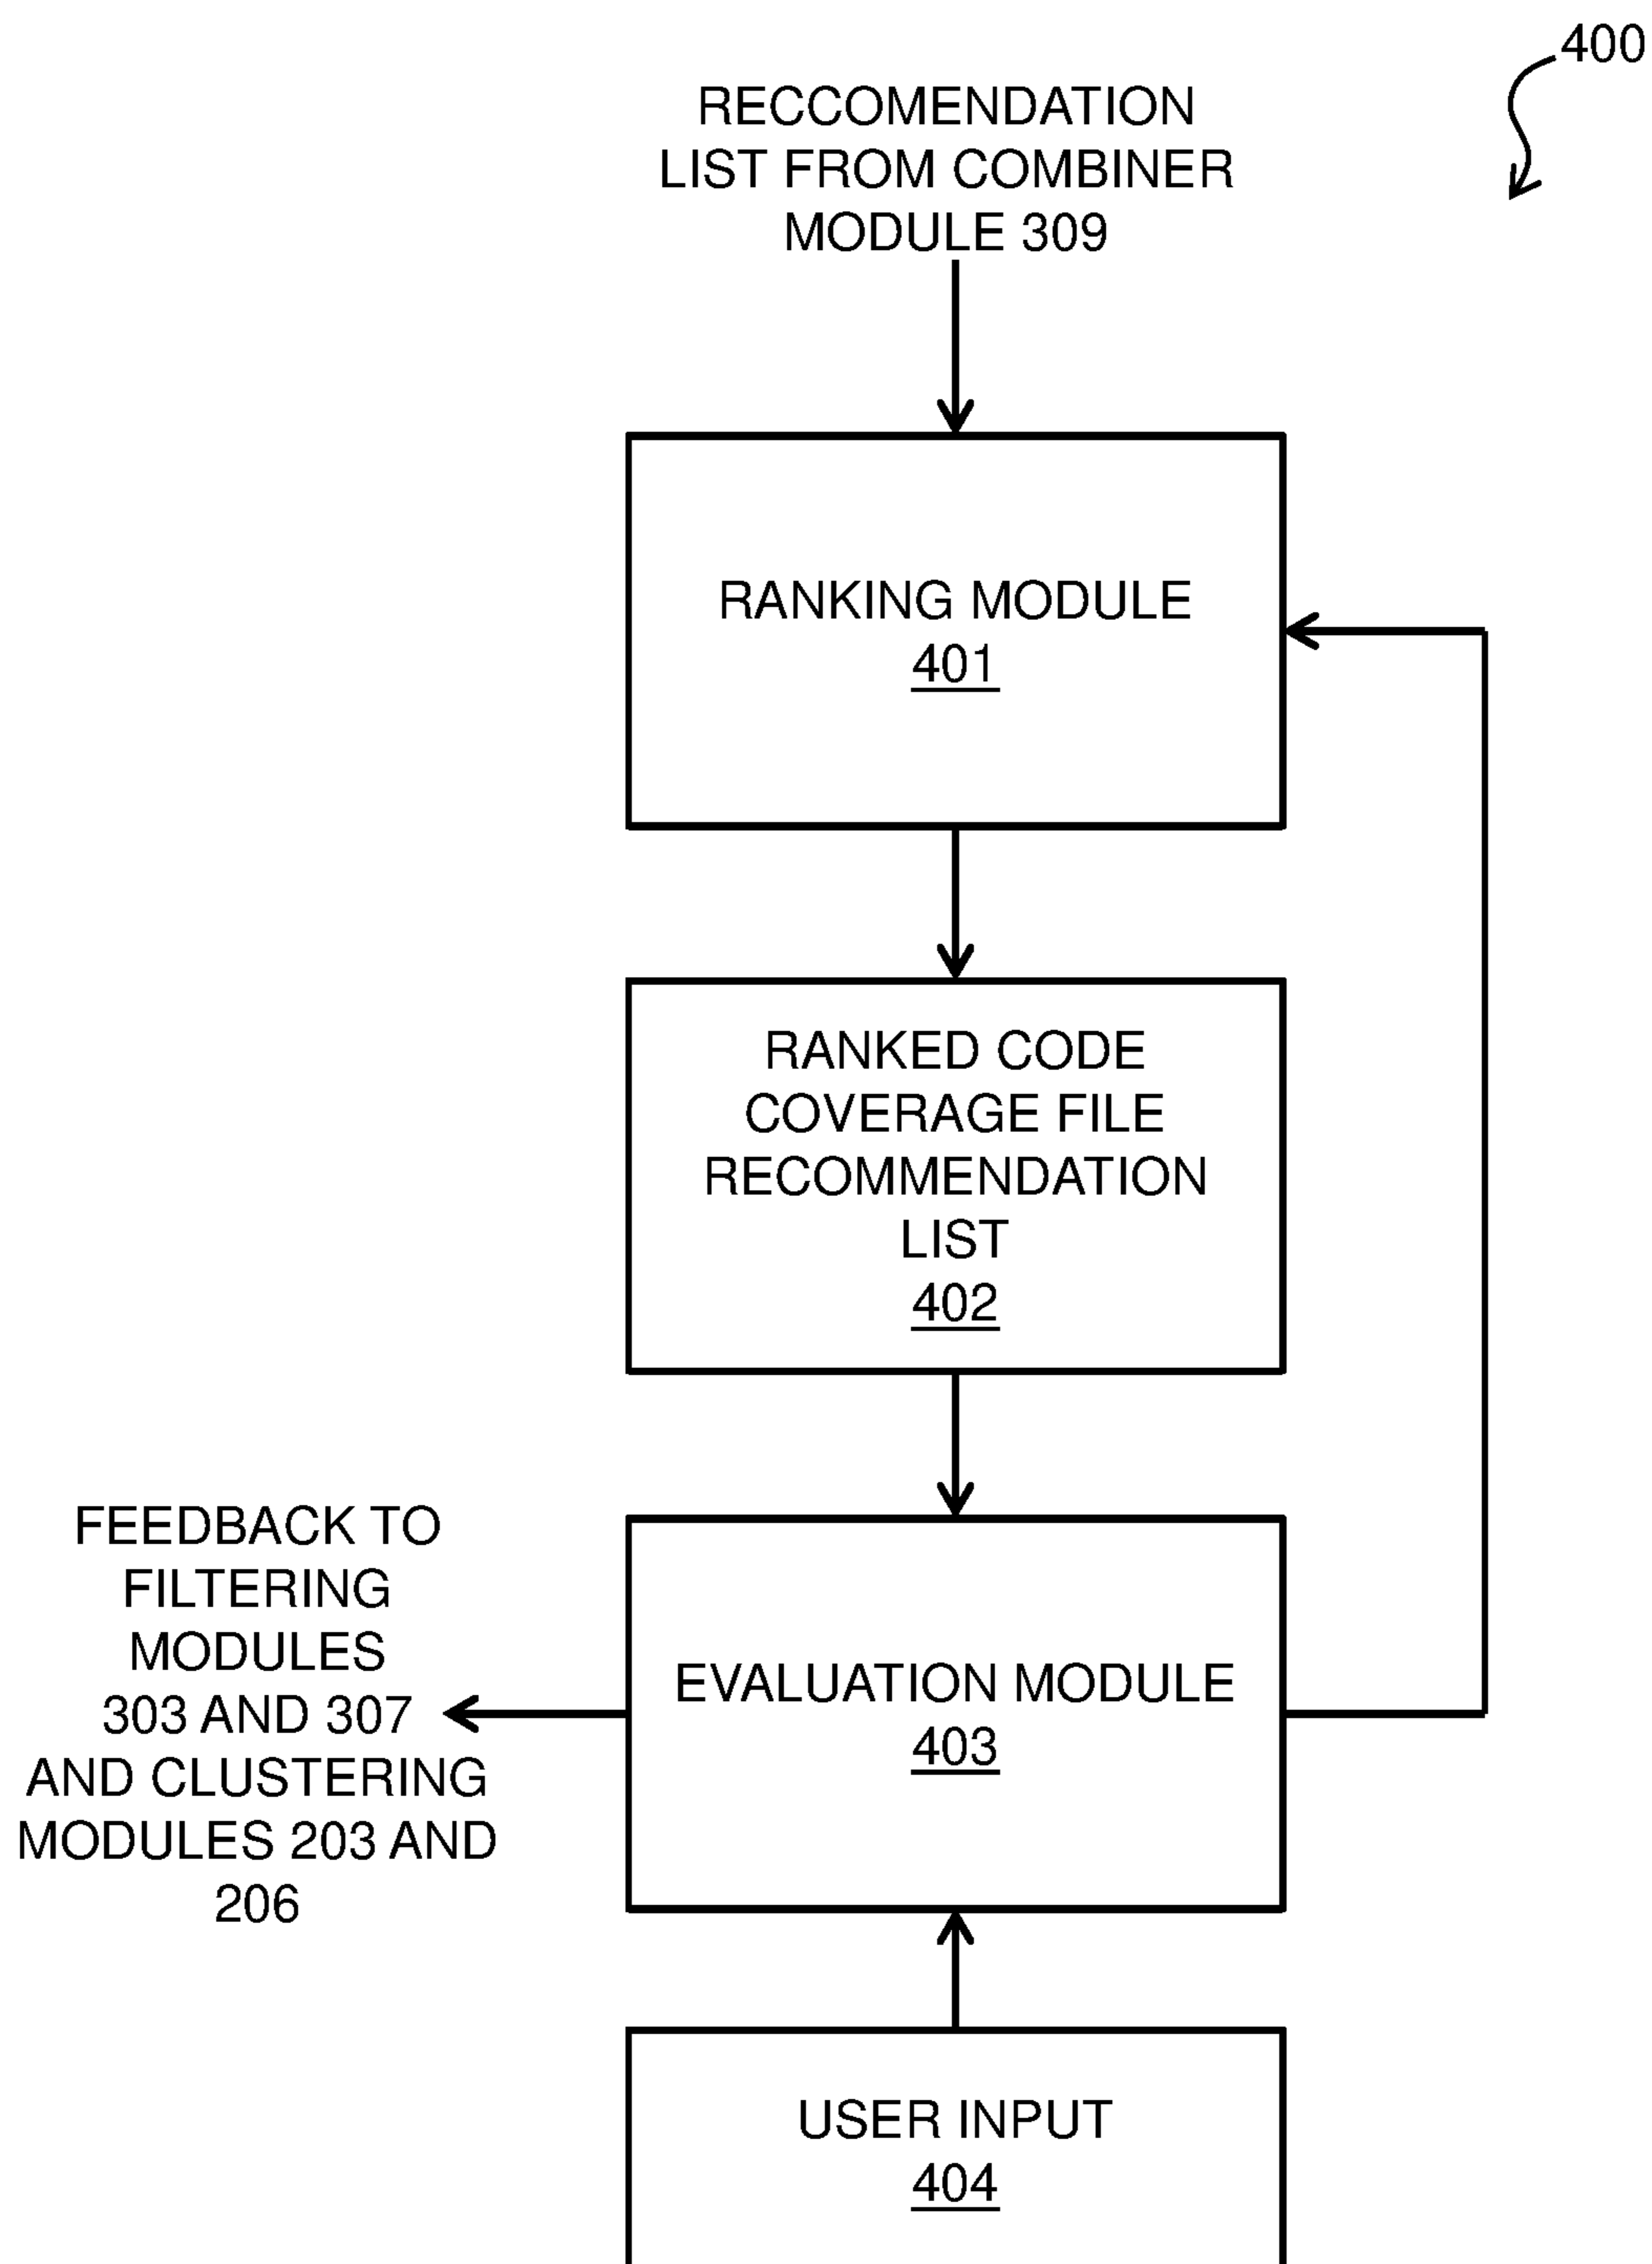 400
RECCOMENDATION
LIST FROM COMBINER
MODULE 309
RANKING MODULE
401
RANKED CODE
COVERAGE FILE
RECOMMENDATION
LIST
402
FEEDBACK TO
FILTERING
MODULES
303 AND 307
AND CLUSTERING
MODULES 203 AND
206
EVALUATION MODULE
403
USER INPUT
404